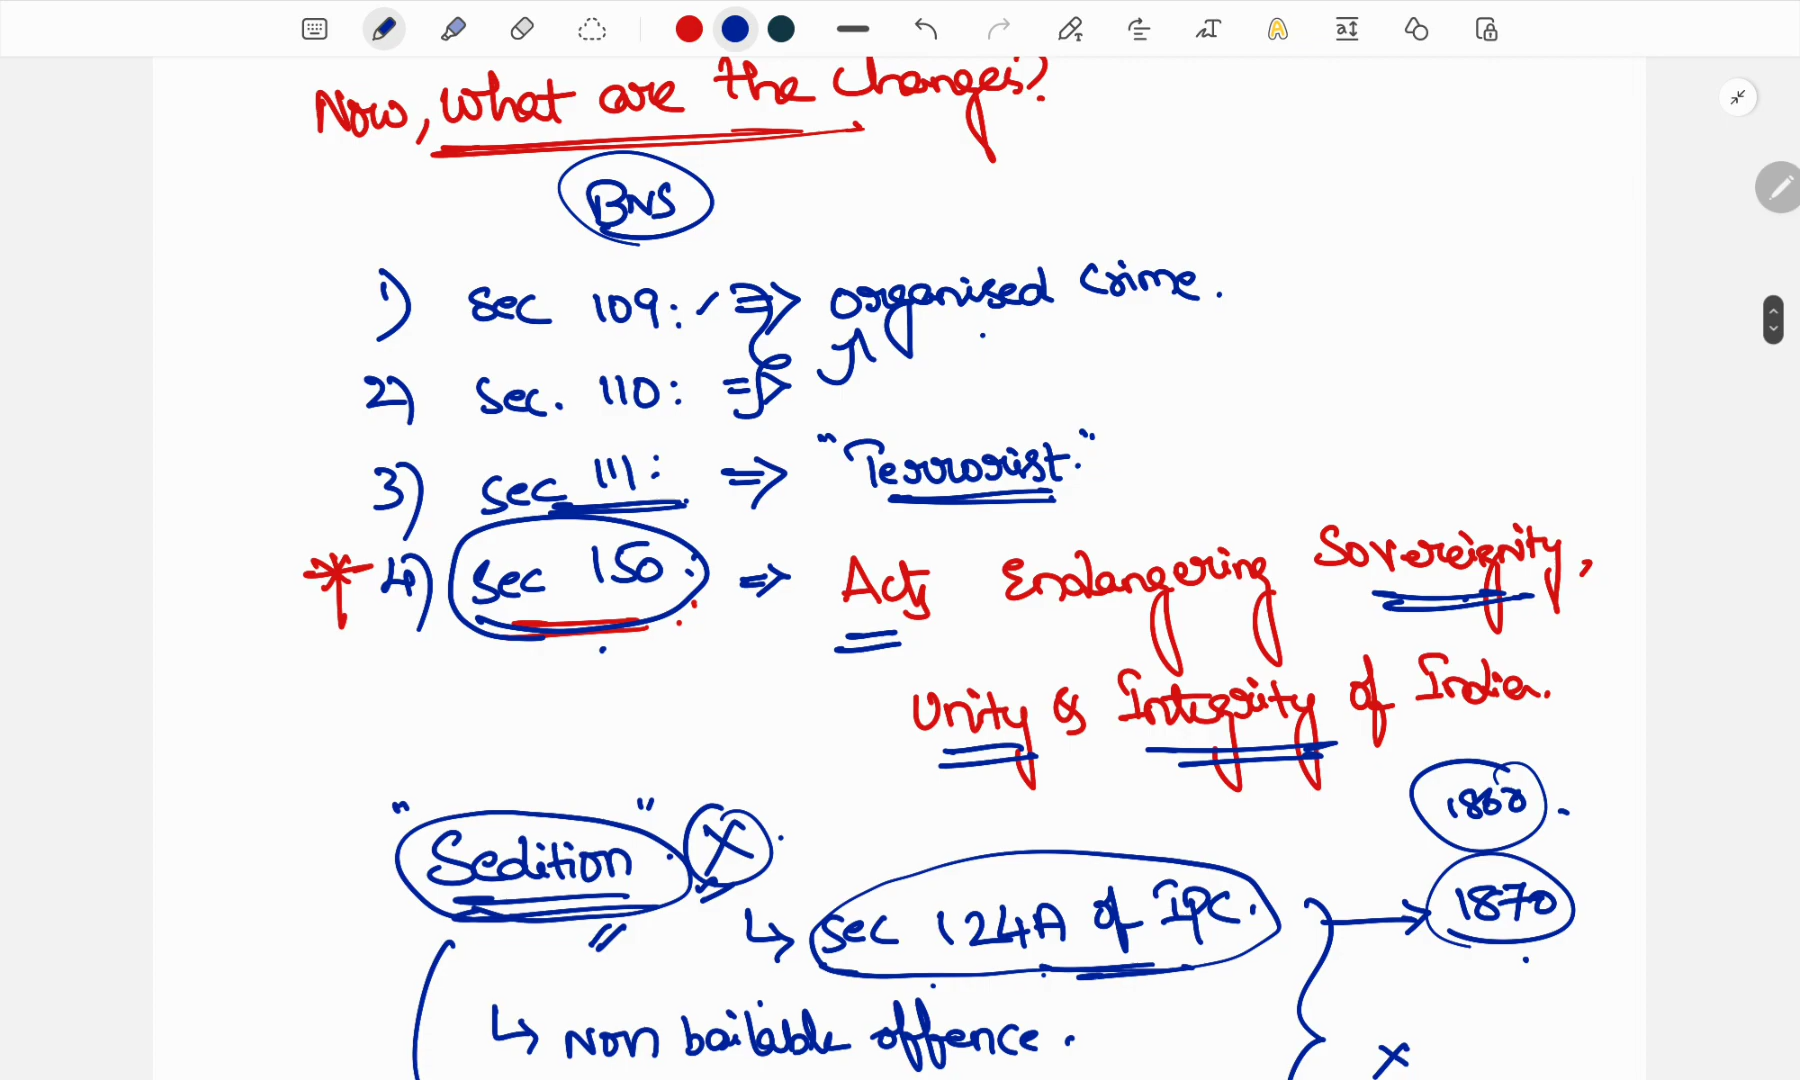 Now, what are the changes?
BNS
1) Sec 109: ⇒ organised crime.
2) Sec. 110: ⇒
3) Sec 111: ⇒ "Terrorist."
* 4) Sec 150: ⇒ Acts Endangering Sovereignity,
Unity & Integrity of India.
1860.
"Sedition" X
↳ Sec 124A of IPC. → 1870
↳ non bailable offence. X